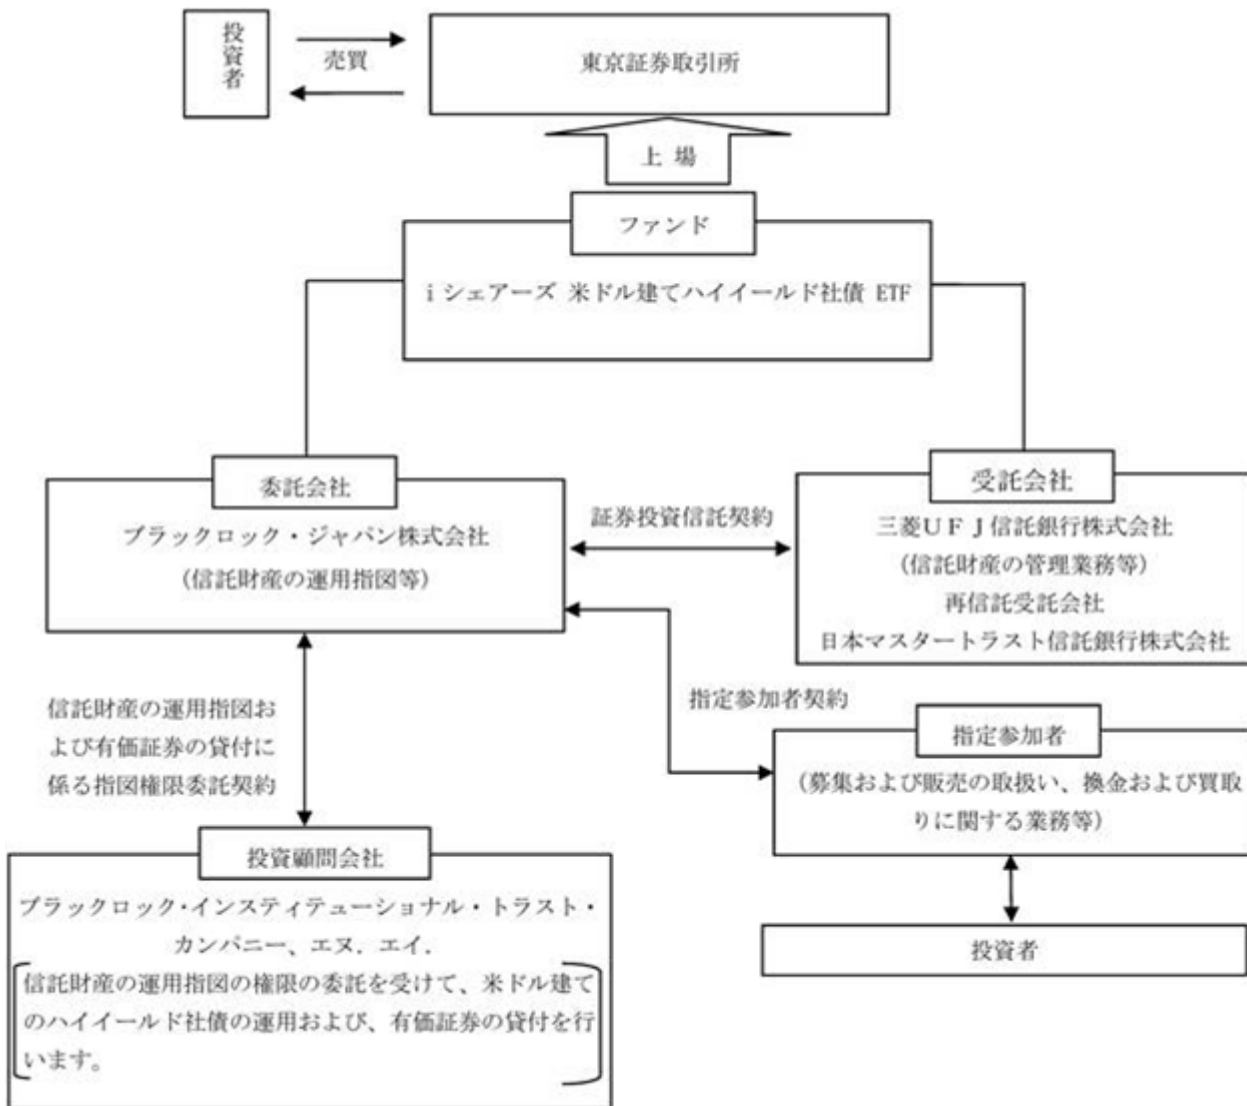 投資者
売買
東京証券取引所
上 場
ファンド
i シェアーズ 米ドル建てハイイールド社債 ETF
委託会社
ブラックロック・ジャパン株式会社
(信託財産の運用指図等)
証券投資信託契約
受託会社
三菱ＵＦＪ信託銀行株式会社
(信託財産の管理業務等)
再信託受託会社
日本マスタートラスト信託銀行株式会社
信託財産の運用指図お
よび有価証券の貸付に
係る指図権限委託契約
指定参加者契約
指定参加者
(募集および販売の取扱い、換金および買取
りに関する業務等)
投資顧問会社
ブラックロック・インスティテューショナル・トラスト・
カンパニー、エヌ．エイ．
信託財産の運用指図の権限の委託を受けて、米ドル建て
のハイイールド社債の運用および、有価証券の貸付を行
います。
投資者